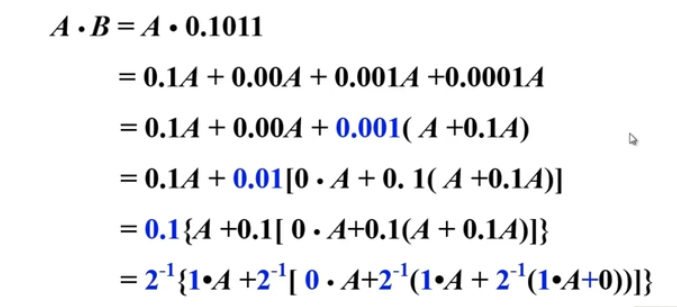 A • B = A • 0.1011
= 0.1A + 0.00A + 0.001A +0.0001A
= 0.1A + 0.00A + 0.001( A +0.1A)
= 0.1A + 0.01[0 • A + 0. 1( A +0.1A)]
= 0.1{A +0.1[ 0 • A+0.1(A + 0.1A)]}
= 2⁻¹{1•A +2⁻¹[ 0 • A+2⁻¹(1•A + 2⁻¹(1•A+0))]}